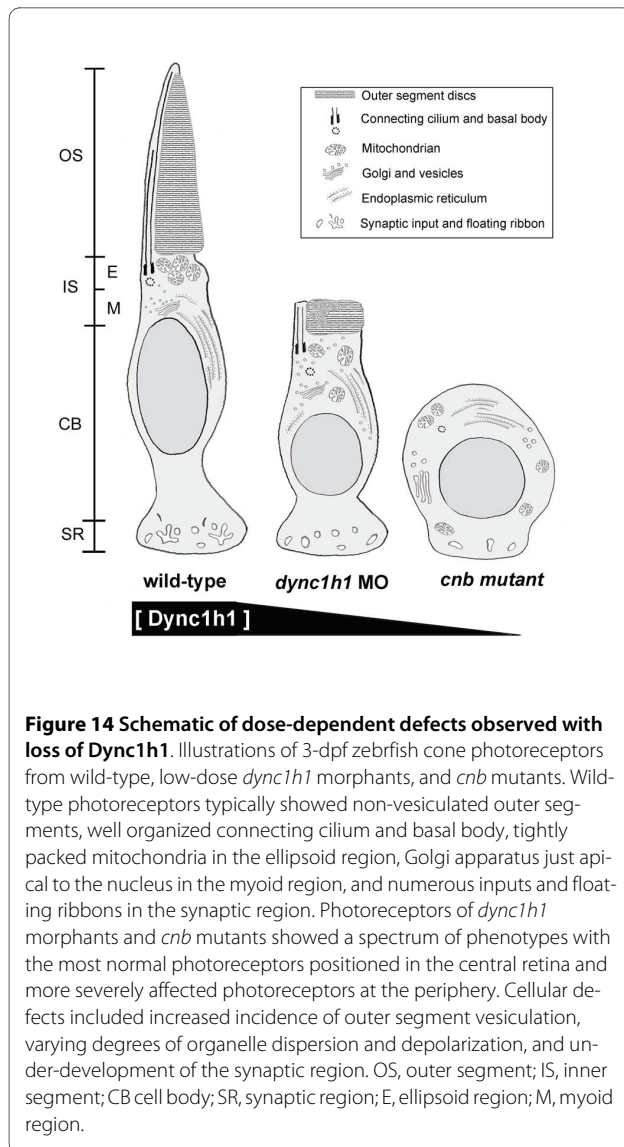 Outer segment discs
Connecting cilium and basal body
Mitochondrian
Golgi and vesicles
Endoplasmic reticulum
Synaptic input and floating ribbon
OS
IS
E
M
CB
SR
wild-type
dync1h1 MO
cnb mutant
[ Dync1h1 ]
Figure 14 Schematic of dose-dependent defects observed with
loss of Dync1h1. Illustrations of 3-dpf zebrfish cone photoreceptors
from wild-type, low-dose dync1h1 morphants, and cnb mutants. Wild-
type photoreceptors typically showed non-vesiculated outer seg-
ments, well organized connecting cilium and basal body, tightly
packed mitochondria in the ellipsoid region, Golgi apparatus just api-
cal to the nucleus in the myoid region, and numerous inputs and float-
ing ribbons in the synaptic region. Photoreceptors of dync1h1
morphants and cnb mutants showed a spectrum of phenotypes with
the most normal photoreceptors positioned in the central retina and
more severely affected photoreceptors at the periphery. Cellular de-
fects included increased incidence of outer segment vesiculation,
varying degrees of organelle dispersion and depolarization, and un-
der-development of the synaptic region. OS, outer segment; IS, inner
segment; CB cell body; SR, synaptic region; E, ellipsoid region; M, myoid
region.